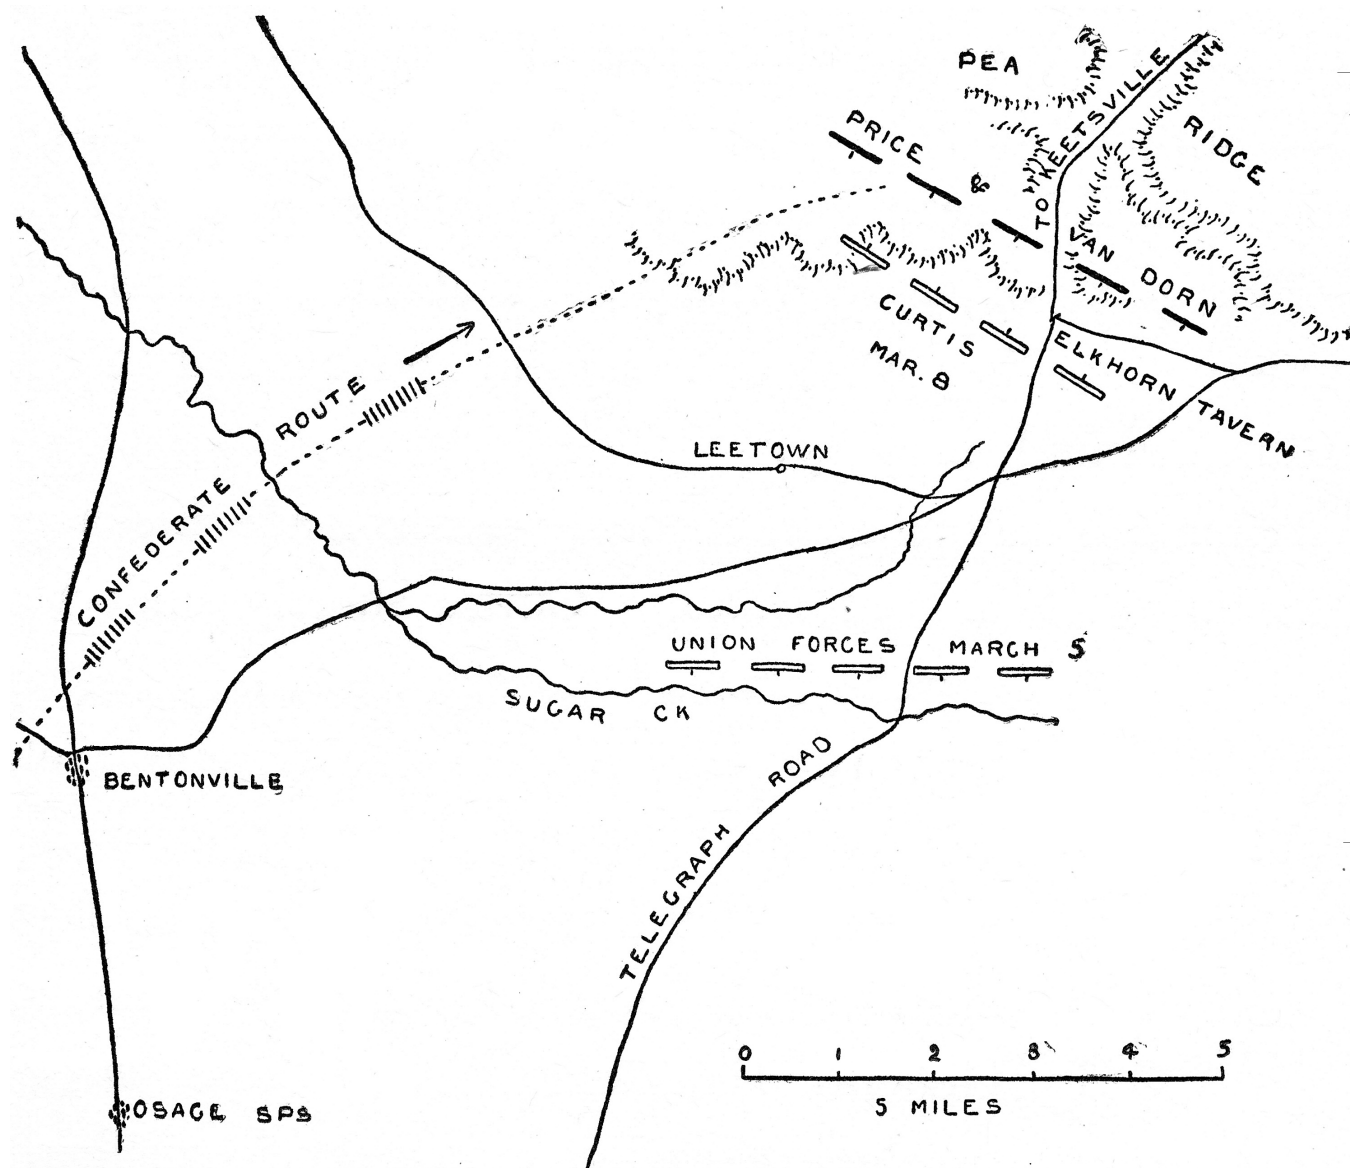 PEA
RIDGE
TO KEETSVILLE
PRICE & VAN DORN
CURTIS
MAR. 8
ELKHORN TAVERN
CONFEDERATE ROUTE
LEETOWN
UNION FORCES MARCH 5
SUGAR CK
BENTONVILLE
TELEGRAPH ROAD
OSAGE SPS
0 1 2 3 4 5
5 MILES